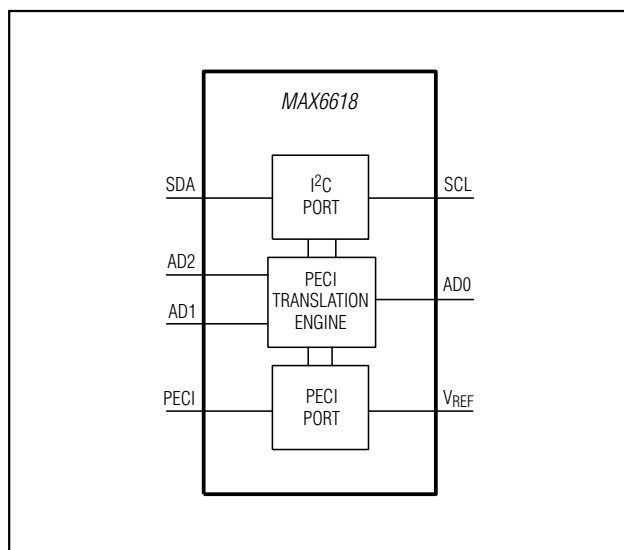 MAX6618
SDA
I²C
PORT
SCL
AD2
PECI
TRANSLATION
ENGINE
AD0
AD1
PECI
PECI
PORT
VREF